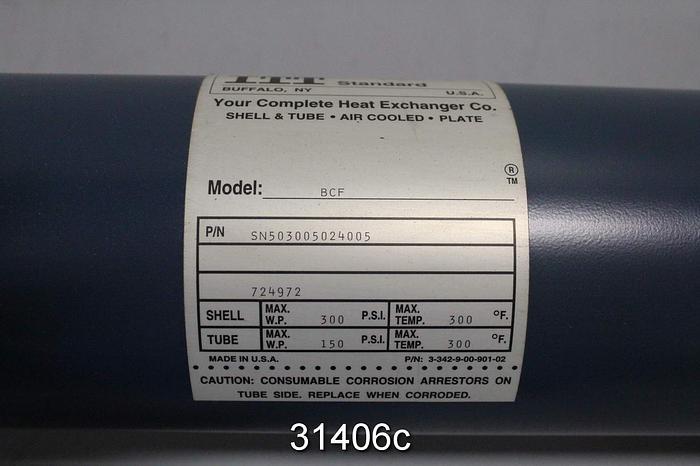 ITT Standard
BUFFALO, NY U.S.A.
Your Complete Heat Exchanger Co.
SHELL & TUBE • AIR COOLED • PLATE
®
TM
Model: BCF
P/N SN503005024005
724972
SHELL MAX. W.P. 300 P.S.I. MAX. TEMP. 300 °F.
TUBE MAX. W.P. 150 P.S.I. MAX. TEMP. 300 °F.
MADE IN U.S.A. P/N: 3-342-9-00-901-02
CAUTION: CONSUMABLE CORROSION ARRESTORS ON
TUBE SIDE. REPLACE WHEN CORRODED.
31406c